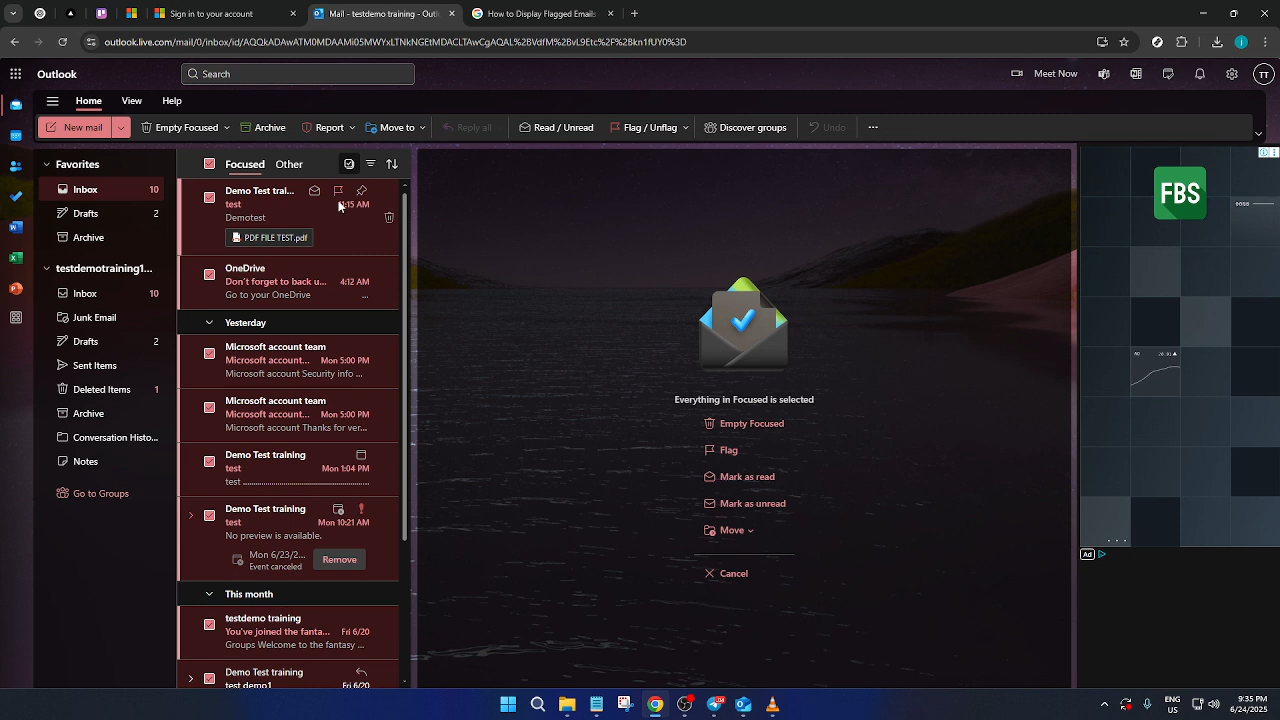 Sign in to your account
Mail - testdemo training - Outl
How to Display Flagged Emails
outlook.live.com/mail/0/inbox/id/AQQkADAwATM0MDAAMi05MWYxLTNkNGEtMDACLTAwCgAQAL%2BVdfM%2BvL9Etc%2F%2Bkn1fUY0%3D
Outlook
Search
Meet Now
TT
Home
View
Help
New mail
Empty Focused
Archive
Report
Move to
Reply all
Read / Unread
Flag / Unflag
Discover groups
Undo
Favorites
Inbox 10
Drafts 2
Archive
testdemotraining1...
Inbox 10
Junk Email
Drafts 2
Sent Items
Deleted Items 1
Archive
Conversation His...
Notes
Go to Groups
Focused
Other
Demo Test trai...
test
:15 AM
Demotest
PDF FILE TEST.pdf
OneDrive
Don't forget to back u... 4:12 AM
Go to your OneDrive ...
Yesterday
Microsoft account team
Microsoft account... Mon 5:00 PM
Microsoft account Security info ...
Microsoft account team
Microsoft account... Mon 5:00 PM
Microsoft account Thanks for ver...
Demo Test training
test Mon 1:04 PM
test
Demo Test training
test Mon 10:21 AM
No preview is available.
Mon 6/23/2...
Event canceled
Remove
This month
testdemo training
You've joined the fanta... Fri 6/20
Groups Welcome to the fantasy ...
Demo Test training
test demo1 Fri 6/20
Everything in Focused is selected
Empty Focused
Flag
Mark as read
Mark as unread
Move
Cancel
FBS
Ad
ENG
US
9:35 PM
6/24/2025